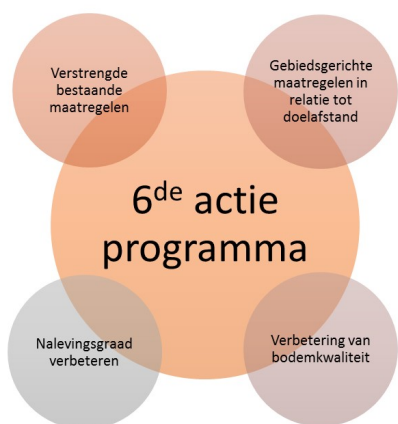 Verstrengde
bestaande
maatregelen
Gebiedsgerichte
maatregelen in
relatie tot
doelafstand
6de actie
programma
Nalevingsgraad
verbeteren
Verbetering van
bodemkwaliteit